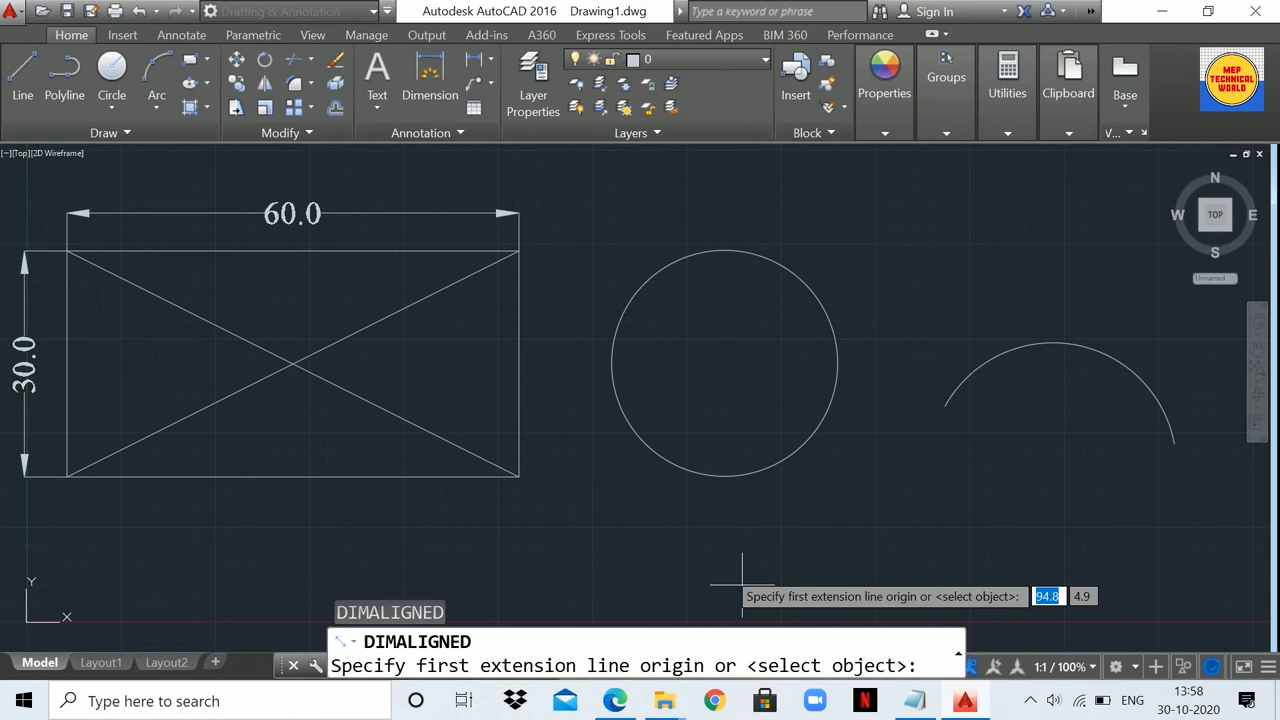 Drafting & Annotation
Autodesk AutoCAD 2016 Drawing1.dwg
Type a keyword or phrase
Sign In
Home Insert Annotate Parametric View Manage Output Add-ins A360 Express Tools Featured Apps BIM 360 Performance
Line
Polyline
Circle
Arc
Text
Dimension
Layer
Properties
0
Insert
Properties
Groups
Utilities
Clipboard
Base
MEP
TECHNICAL
WORLD
Draw Modify Annotation Layers Block V...
[−][Top][2D Wireframe]
N
W TOP E
S
Unnamed
60.0
30.0
Y
X
Specify first extension line origin or <select object>: 94.8 4.9
DIMALIGNED
DIMALIGNED
Specify first extension line origin or <select object>:
Model Layout1 Layout2 +
1:1 / 100%
Type here to search
N
ENG
13:58
30-10-2020